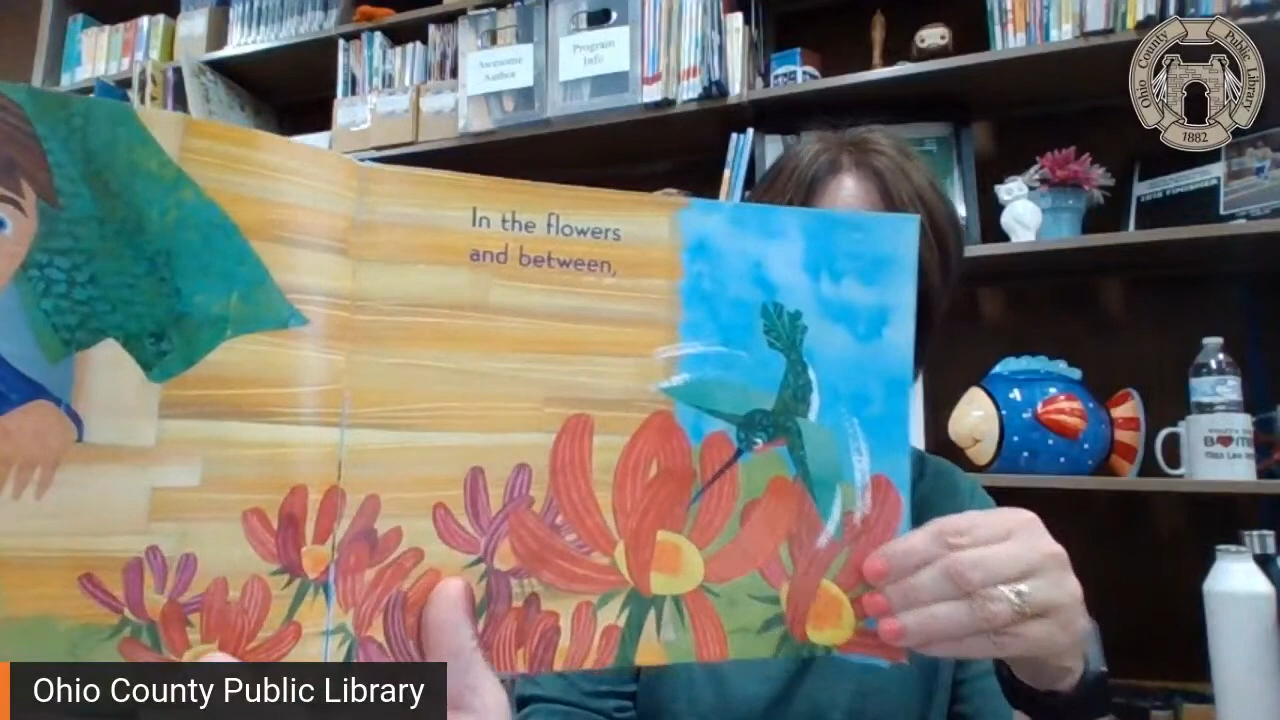 Awesome
Author
Program
Info
Ohio County Public Library
1882
In the flowers
and between,
Ohio County Public Library